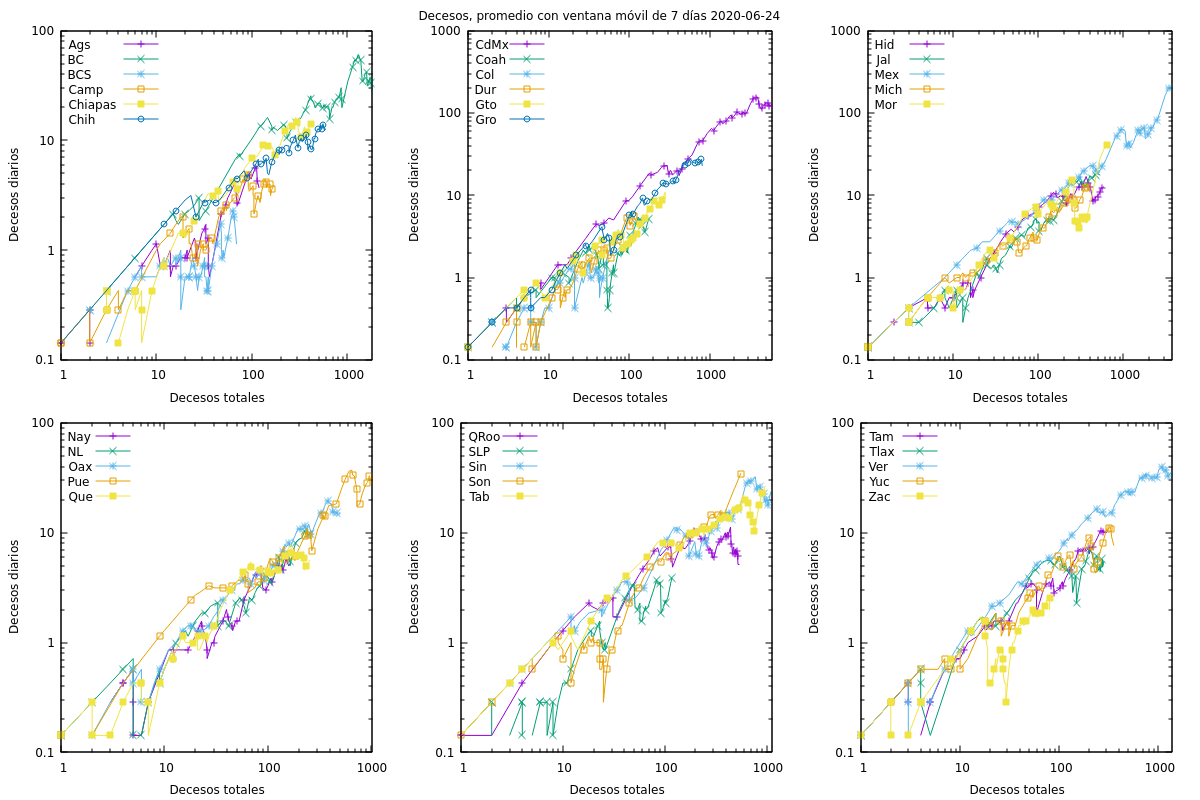 Decesos, promedio con ventana móvil de 7 días 2020-06-24
Decesos diarios
100
10
1
0.1
Ags
BC
BCS
Camp
Chiapas
Chih
1 10 100 1000
Decesos totales
Decesos diarios
1000
100
10
1
0.1
CdMx
Coah
Col
Dur
Gto
Gro
1 10 100 1000
Decesos totales
Decesos diarios
1000
100
10
1
0.1
Hid
Jal
Mex
Mich
Mor
1 10 100 1000
Decesos totales
Decesos diarios
100
10
1
0.1
Nay
NL
Oax
Pue
Que
1 10 100 1000
Decesos totales
Decesos diarios
100
10
1
0.1
QRoo
SLP
Sin
Son
Tab
1 10 100 1000
Decesos totales
Decesos diarios
100
10
1
0.1
Tam
Tlax
Ver
Yuc
Zac
1 10 100 1000
Decesos totales